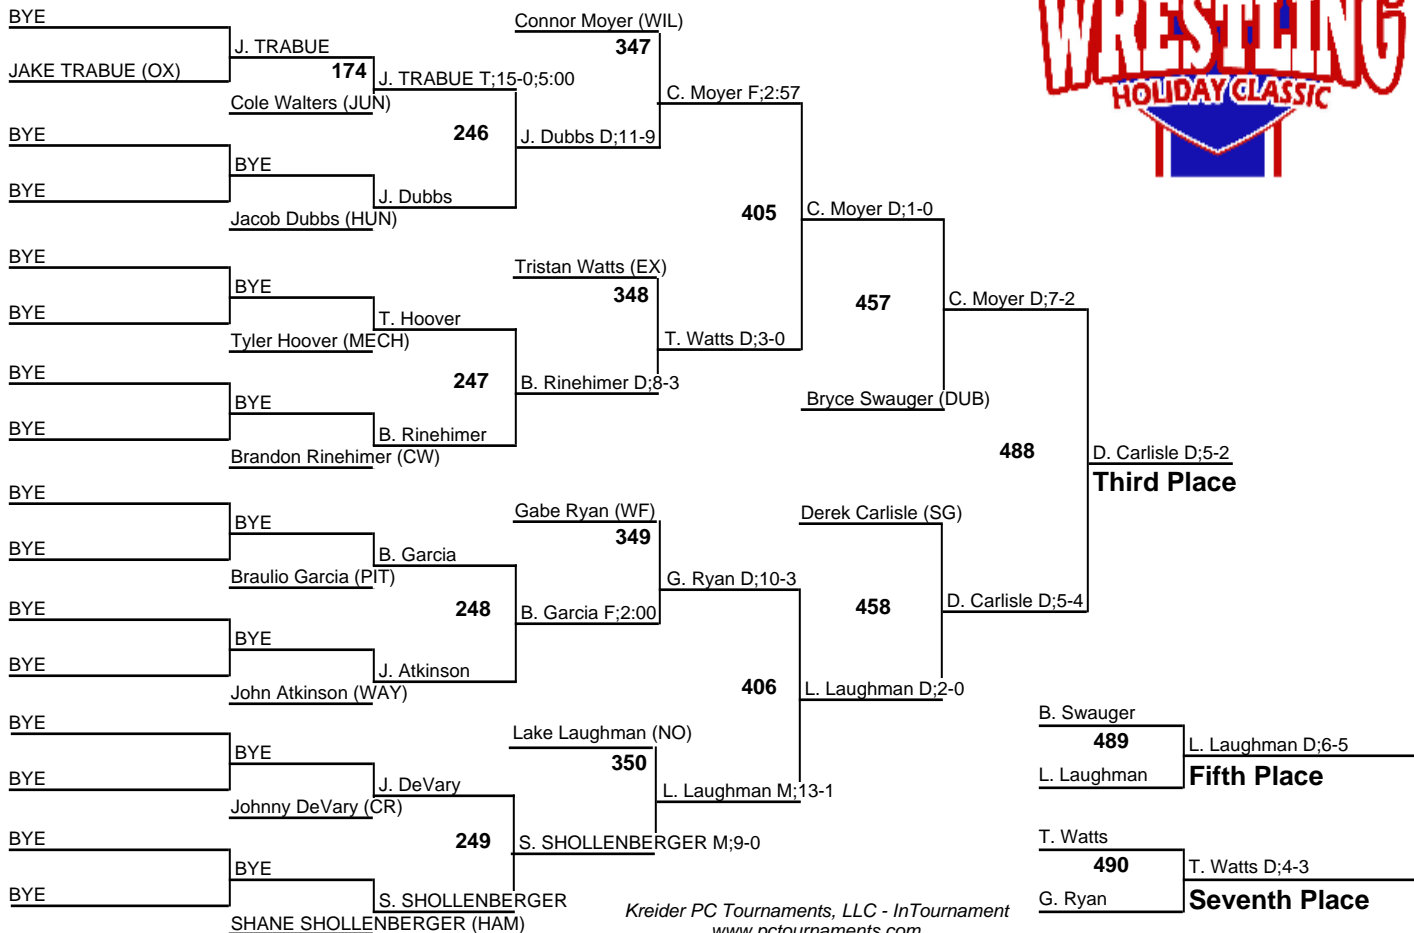 WRESTLING
HOLIDAY CLASSIC
BYE
JAKE TRABUE (OX)
J. TRABUE
174
Cole Walters (JUN)
J. TRABUE T;15-0;5:00
BYE
BYE
BYE
Jacob Dubbs (HUN)
J. Dubbs
246
J. Dubbs D;11-9
Connor Moyer (WIL)
347
C. Moyer F;2:57
BYE
BYE
BYE
Tyler Hoover (MECH)
T. Hoover
BYE
BYE
BYE
Brandon Rinehimer (CW)
B. Rinehimer
247
B. Rinehimer D;8-3
Tristan Watts (EX)
348
T. Watts D;3-0
405
C. Moyer D;1-0
457
Bryce Swauger (DUB)
C. Moyer D;7-2
BYE
BYE
BYE
Braulio Garcia (PIT)
B. Garcia
BYE
BYE
BYE
John Atkinson (WAY)
J. Atkinson
248
B. Garcia F;2:00
Gabe Ryan (WF)
349
G. Ryan D;10-3
BYE
BYE
BYE
Johnny DeVary (CR)
J. DeVary
BYE
BYE
BYE
SHANE SHOLLENBERGER (HAM)
S. SHOLLENBERGER
249
S. SHOLLENBERGER M;9-0
Lake Laughman (NO)
350
L. Laughman M;13-1
406
L. Laughman D;2-0
Derek Carlisle (SG)
458
D. Carlisle D;5-4
488
D. Carlisle D;5-2
Third Place
B. Swauger
489
L. Laughman
L. Laughman D;6-5
Fifth Place
T. Watts
490
G. Ryan
T. Watts D;4-3
Seventh Place
Kreider PC Tournaments, LLC - InTournament
www.pctournaments.com